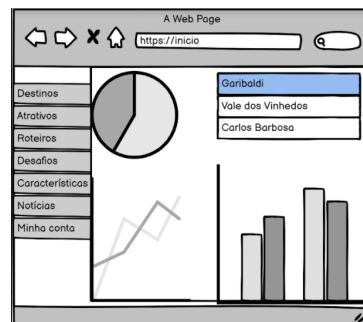 A Web Page
https://inicio
Garibaldi
Vale dos Vinhedos
Carlos Barbosa
Destinos
Atrativos
Roteiros
Desafios
Características
Notícias
Minha conta